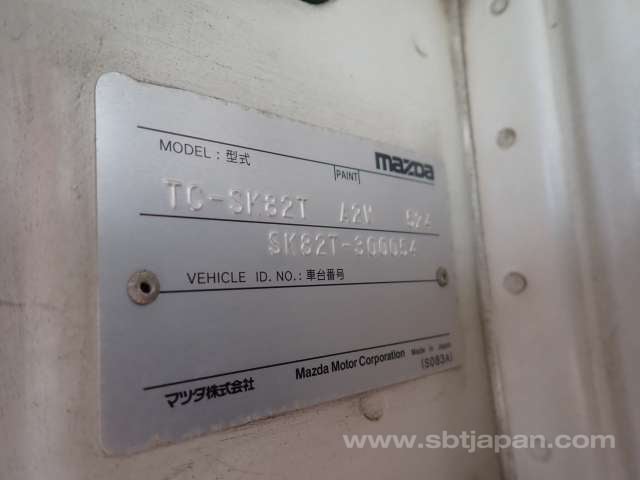 mazda
MODEL : 型式 PAINT
TC-SK82T A2W
SK82T-300054
VEHICLE ID. NO. : 車台番号
マツダ株式会社 Mazda Motor Corporation Made in Japan
(S083A)
www.sbtjapan.com